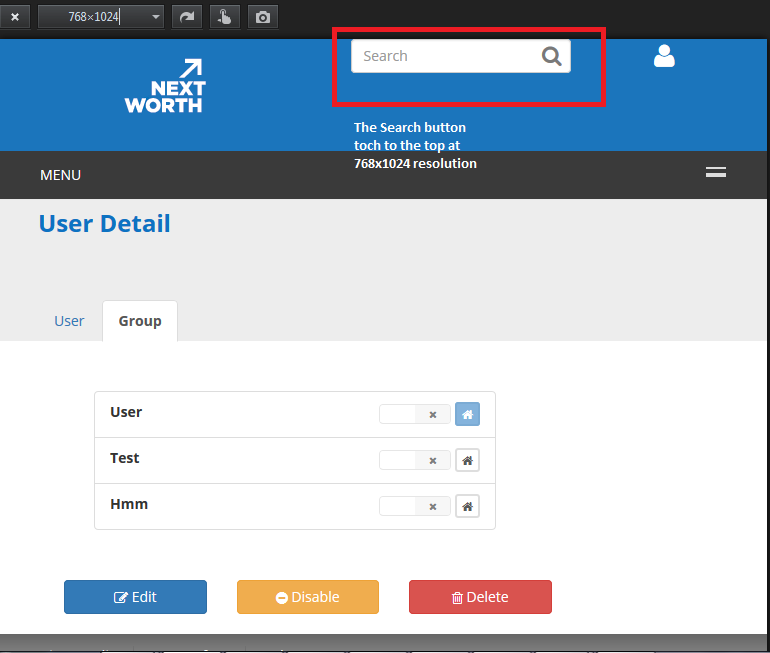 768×1024
Search
NEXT
WORTH
The Search button
toch to the top at
768x1024 resolution
MENU
User Detail
User
Group
User
Test
Hmm
Edit
Disable
Delete